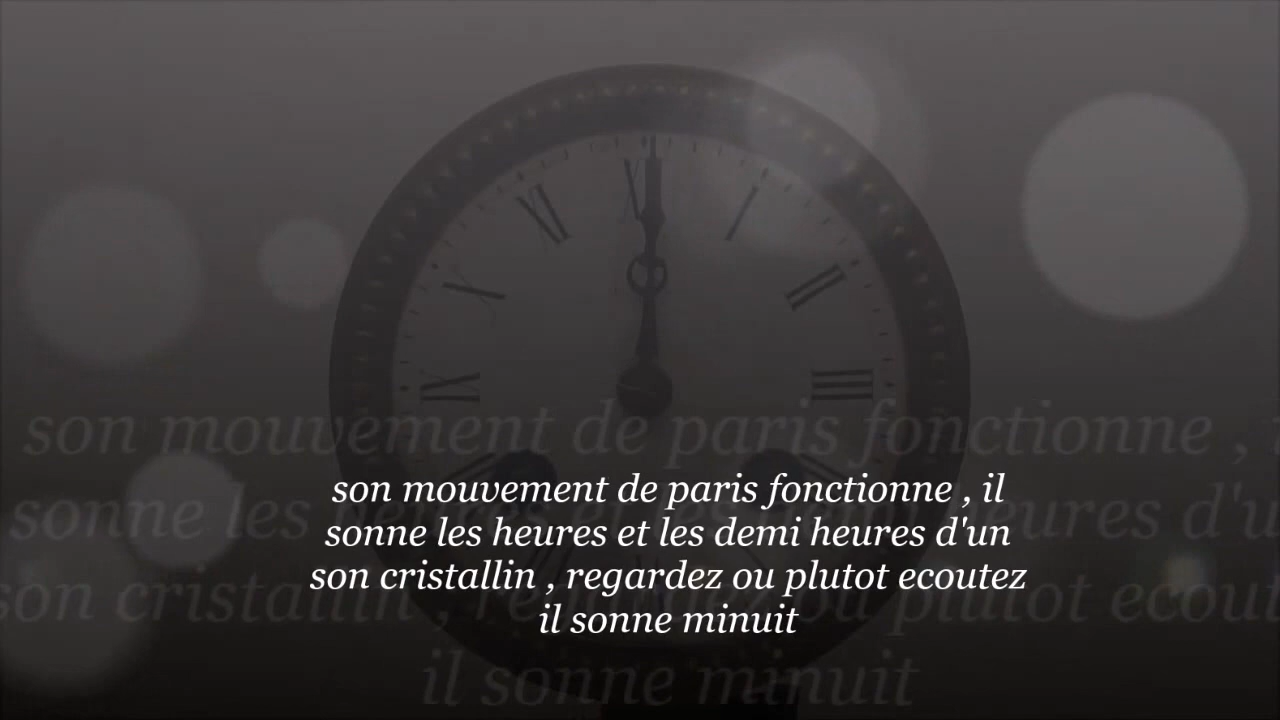 son mouvement de paris fonctionne , il
sonne les heures et les demi heures d'un
son cristallin , regardez ou plutot ecoutez
il sonne minuit